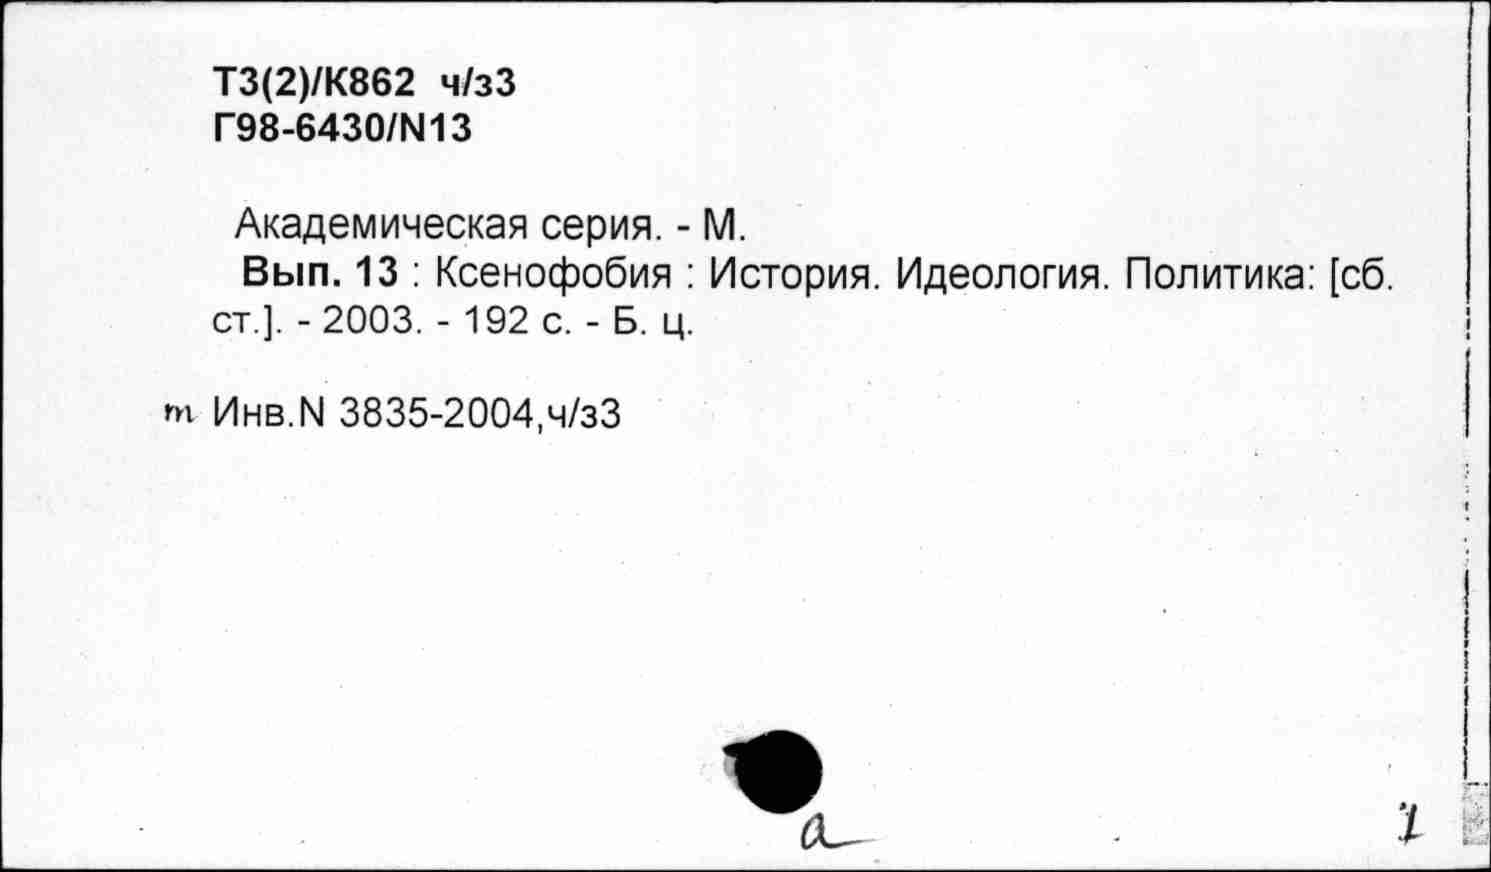 Т3(2)/К862 ч/з3
Г98-6430/N13
Академическая серия. - М.
Вып. 13 : Ксенофобия : История. Идеология. Политика: [сб.
ст.]. - 2003. - 192 с. - Б. ц.
т Инв.N 3835-2004,ч/з3
а
1